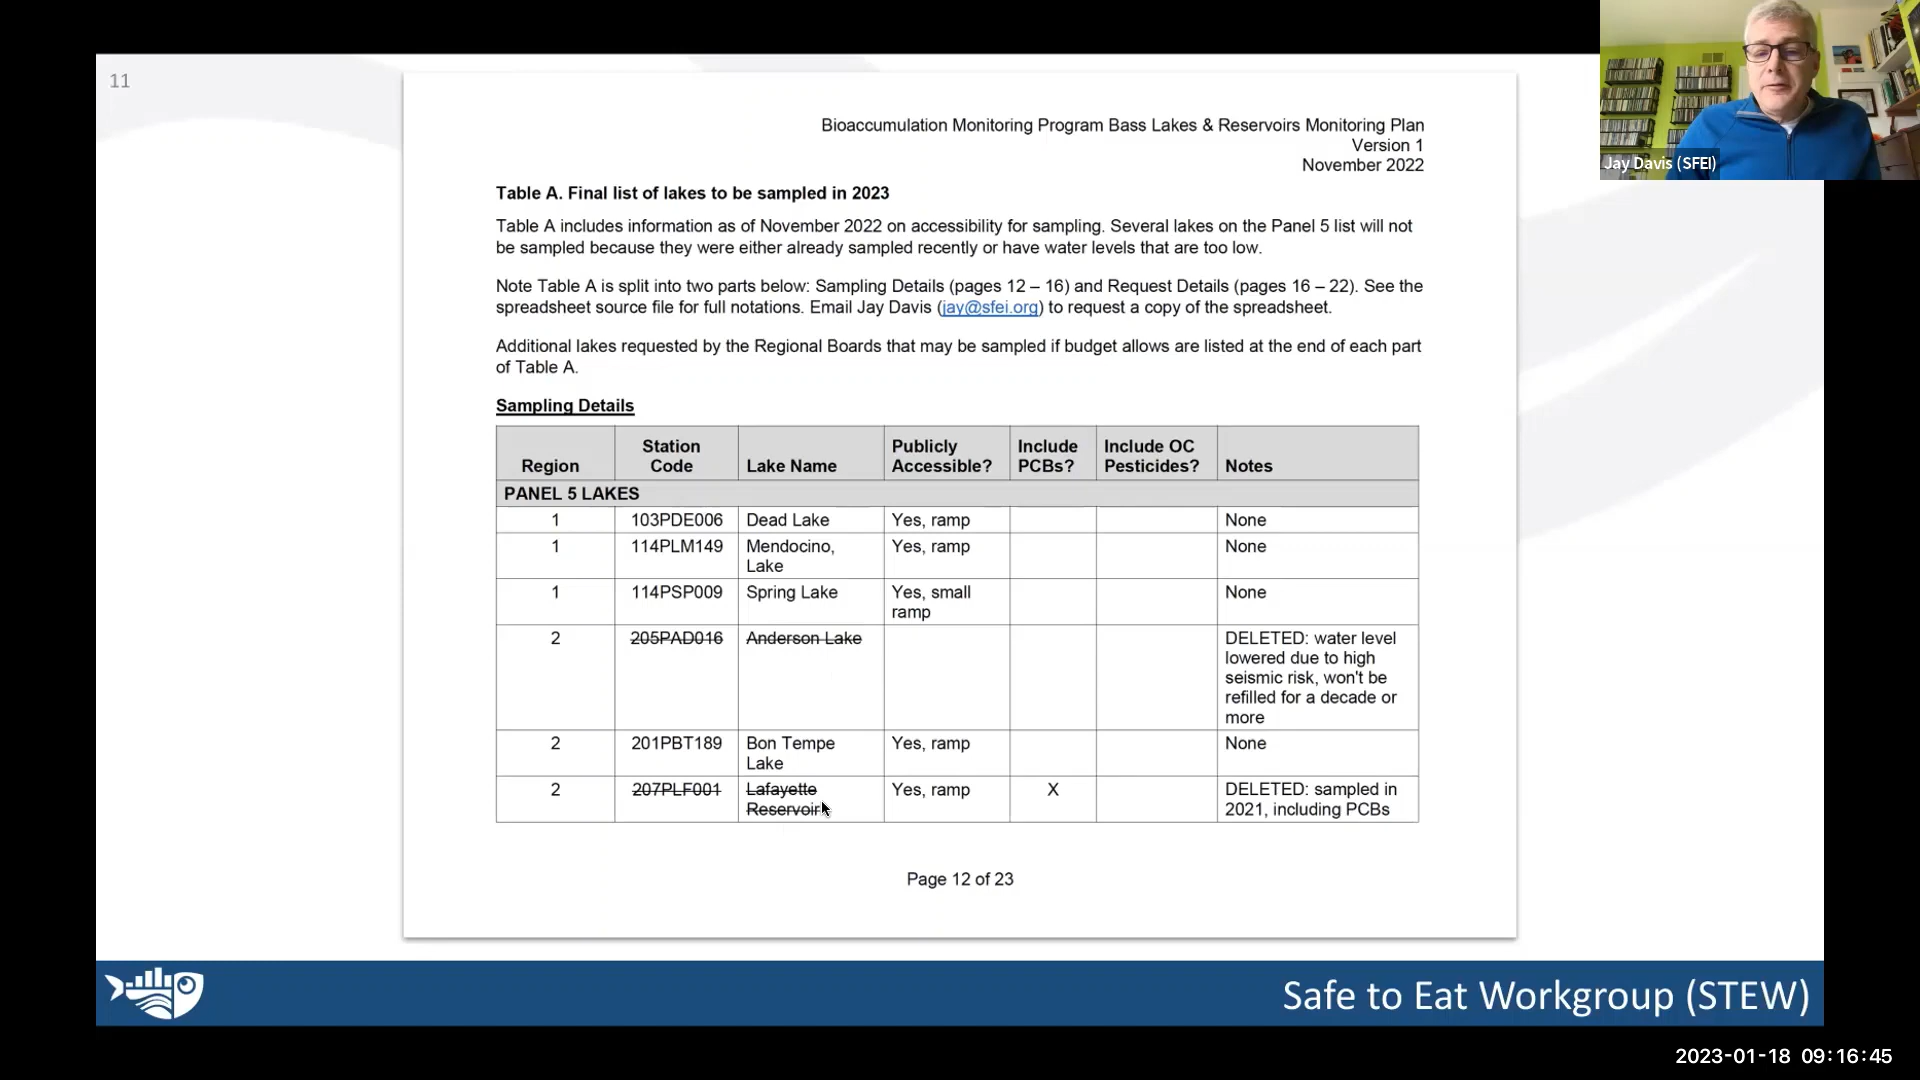 11
Bioaccumulation Monitoring Program Bass Lakes & Reservoirs Monitoring Plan
Version 1
November 2022
Jay Davis (SFEI)
Table A. Final list of lakes to be sampled in 2023
Table A includes information as of November 2022 on accessibility for sampling. Several lakes on the Panel 5 list will not
be sampled because they were either already sampled recently or have water levels that are too low.
Note Table A is split into two parts below: Sampling Details (pages 12 – 16) and Request Details (pages 16 – 22). See the
spreadsheet source file for full notations. Email Jay Davis (jay@sfei.org) to request a copy of the spreadsheet.
Additional lakes requested by the Regional Boards that may be sampled if budget allows are listed at the end of each part
of Table A.
Sampling Details
Region Station Code Lake Name Publicly Accessible? Include PCBs? Include OC Pesticides? Notes
PANEL 5 LAKES
1 103PDE006 Dead Lake Yes, ramp None
1 114PLM149 Mendocino, Lake Yes, ramp None
1 114PSP009 Spring Lake Yes, small ramp None
2 205PAD016 Anderson Lake DELETED: water level
lowered due to high
seismic risk, won't be
refilled for a decade or
more
2 201PBT189 Bon Tempe Lake Yes, ramp None
2 207PLF001 Lafayette Reservoir Yes, ramp X DELETED: sampled in
2021, including PCBs
Page 12 of 23
Safe to Eat Workgroup (STEW)
2023-01-18 09:16:45